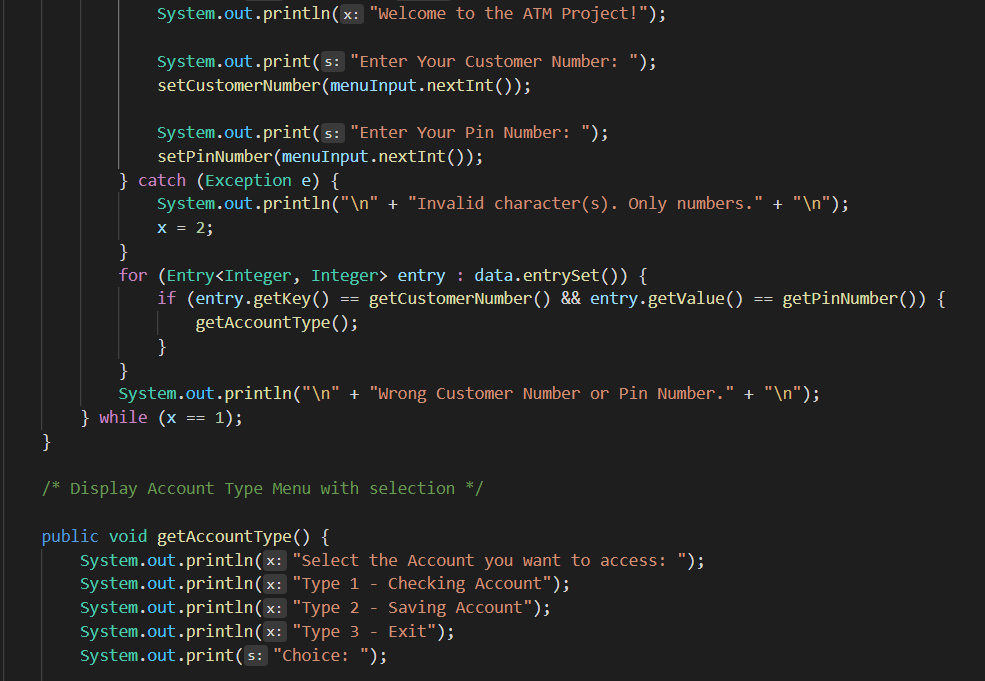 System.out.println(x: "Welcome to the ATM Project!");
System.out.print(s: "Enter Your Customer Number: ");
setCustomerNumber(menuInput.nextInt());
System.out.print(s: "Enter Your Pin Number: ");
setPinNumber(menuInput.nextInt());
} catch (Exception e) {
System.out.println("\n" + "Invalid character(s). Only numbers." + "\n");
x = 2;
}
for (Entry<Integer, Integer> entry : data.entrySet()) {
if (entry.getKey() == getCustomerNumber() && entry.getValue() == getPinNumber()) {
getAccountType();
}
}
System.out.println("\n" + "Wrong Customer Number or Pin Number." + "\n");
} while (x == 1);
}
/* Display Account Type Menu with selection */
public void getAccountType() {
System.out.println(x: "Select the Account you want to access: ");
System.out.println(x: "Type 1 - Checking Account");
System.out.println(x: "Type 2 - Saving Account");
System.out.println(x: "Type 3 - Exit");
System.out.print(s: "Choice: ");